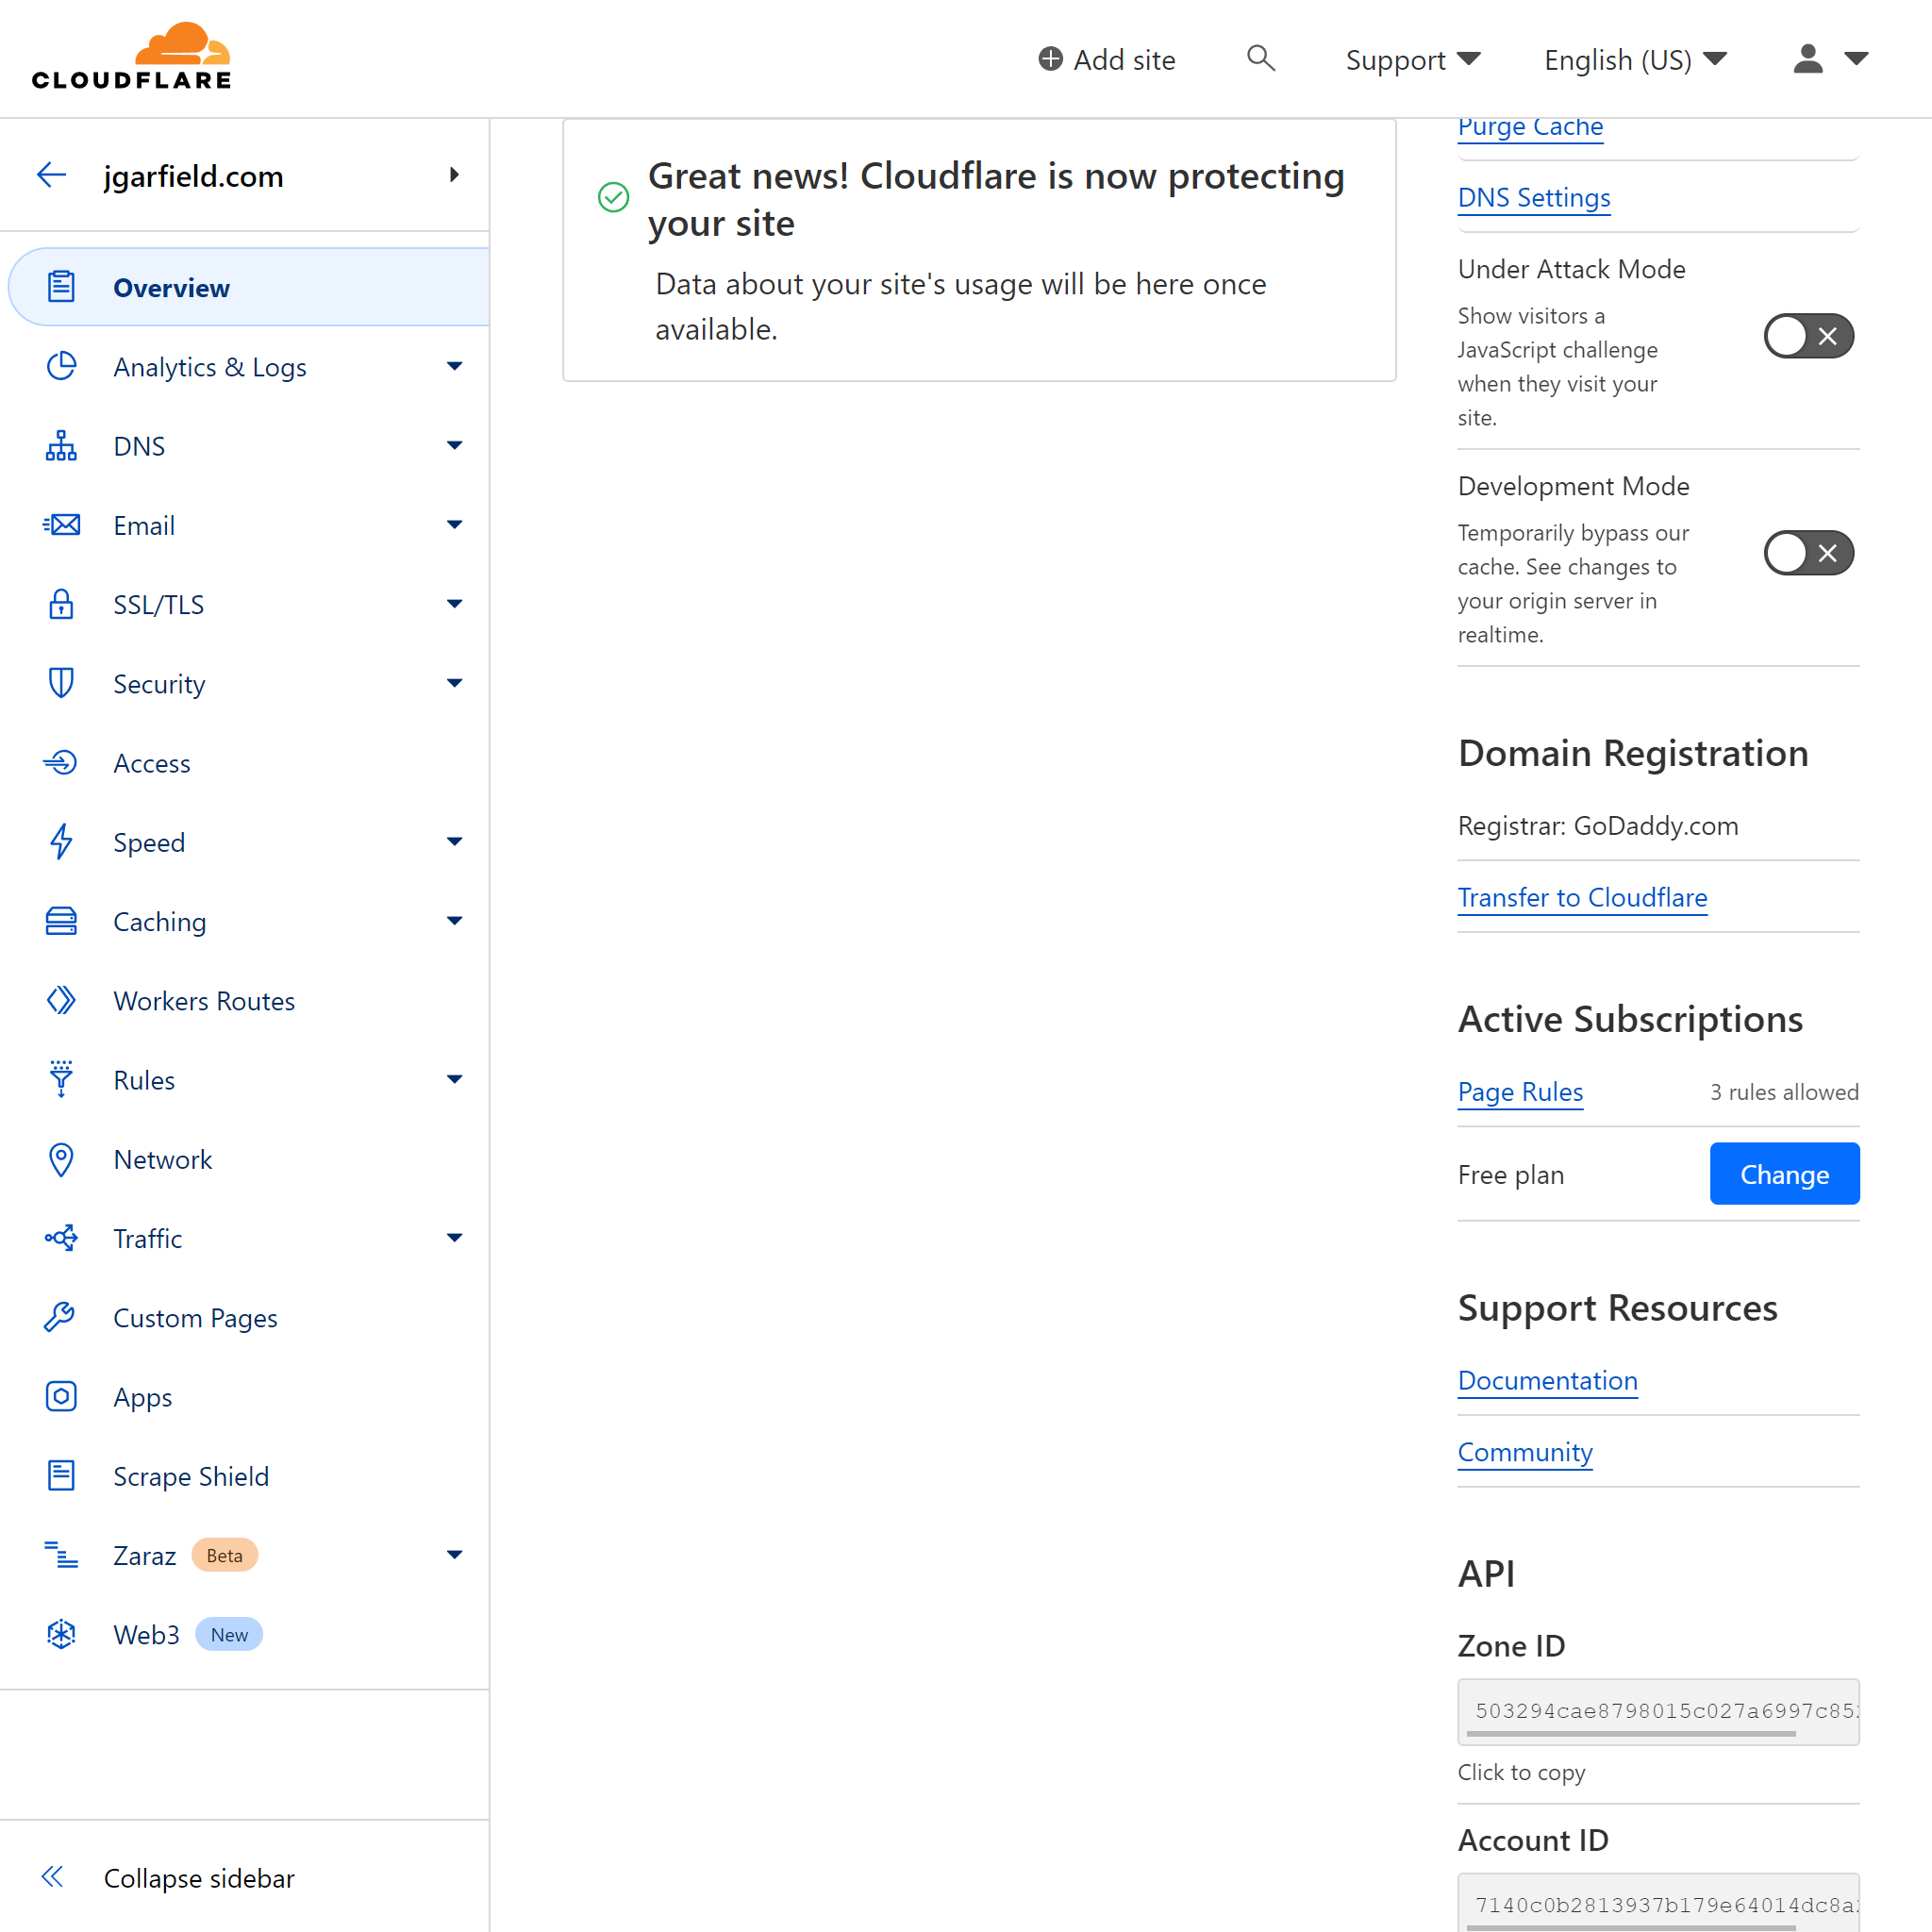 CLOUDFLARE
Add site
Support
English (US)
jgarfield.com
Overview
Analytics & Logs
DNS
Email
SSL/TLS
Security
Access
Speed
Caching
Workers Routes
Rules
Network
Traffic
Custom Pages
Apps
Scrape Shield
Zaraz Beta
Web3 New
Collapse sidebar
Great news! Cloudflare is now protecting
your site
Data about your site's usage will be here once
available.
Purge Cache
DNS Settings
Under Attack Mode
Show visitors a
JavaScript challenge
when they visit your
site.
Development Mode
Temporarily bypass our
cache. See changes to
your origin server in
realtime.
Domain Registration
Registrar: GoDaddy.com
Transfer to Cloudflare
Active Subscriptions
Page Rules 3 rules allowed
Free plan Change
Support Resources
Documentation
Community
API
Zone ID
503294cae8798015c027a6997c85
Click to copy
Account ID
7140c0b2813937b179e64014dc8a